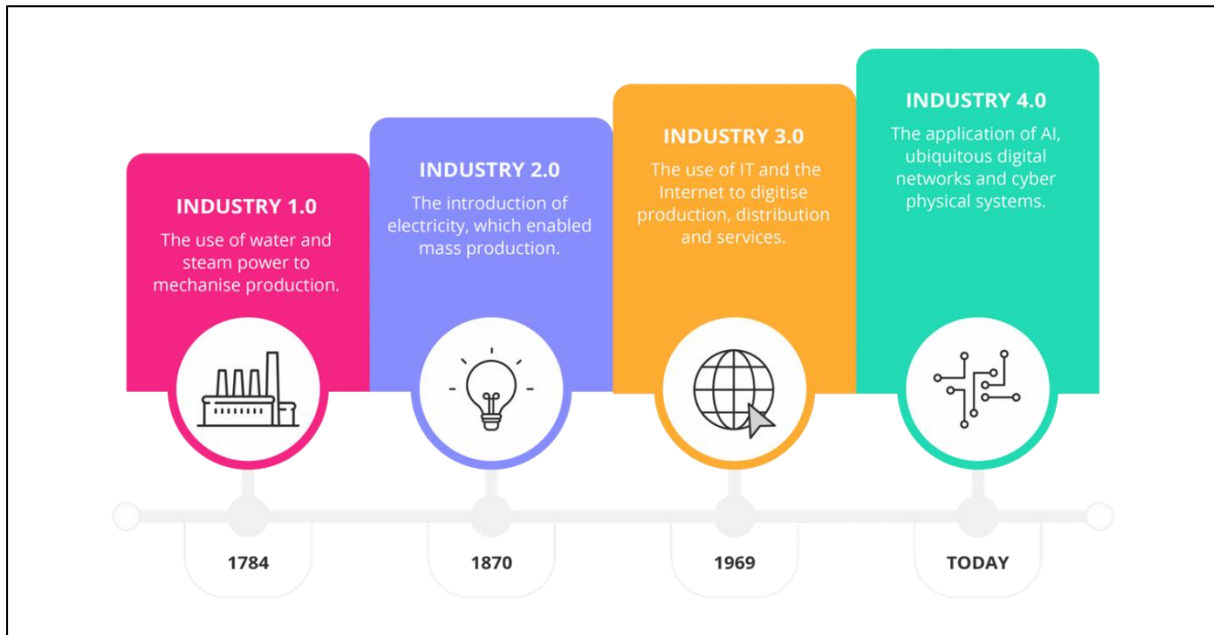 INDUSTRY 1.0
The use of water and
steam power to
mechanise production.
INDUSTRY 2.0
The introduction of
electricity, which enabled
mass production.
INDUSTRY 3.0
The use of IT and the
Internet to digitise
production, distribution
and services.
INDUSTRY 4.0
The application of AI,
ubiquitous digital
networks and cyber
physical systems.
1784
1870
1969
TODAY